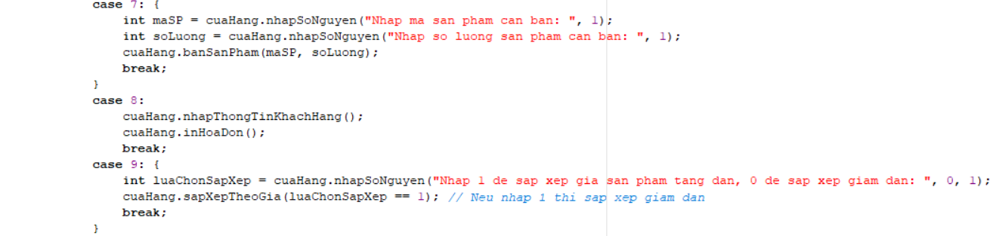 case 7: {
int maSP = cuaHang.nhapSoNguyen("Nhap ma san pham can ban: ", 1);
int soLuong = cuaHang.nhapSoNguyen("Nhap so luong san pham can ban: ", 1);
cuaHang.banSanPham(maSP, soLuong);
break;
}
case 8:
cuaHang.nhapThongTinKhachHang();
cuaHang.inHoaDon();
break;
case 9: {
int luaChonSapXep = cuaHang.nhapSoNguyen("Nhap 1 de sap xep gia san pham tang dan, 0 de sap xep giam dan: ", 0, 1);
cuaHang.sapXepTheoGia(luaChonSapXep == 1); // Neu nhap 1 thi sap xep giam dan
break;
}